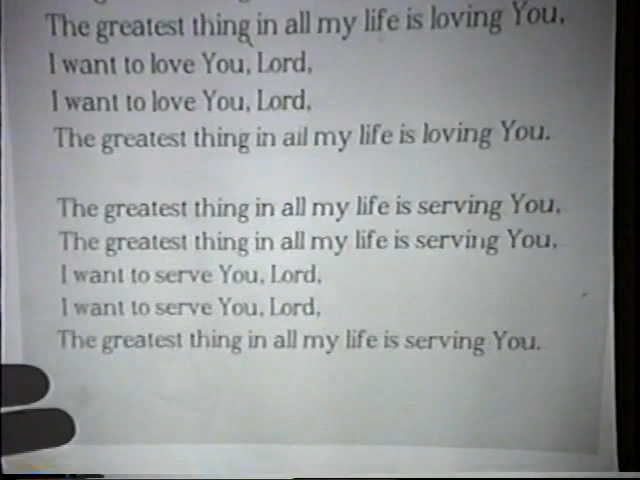 The greatest thing in all my life is loving You,
I want to love You, Lord,
I want to love You, Lord,
The greatest thing in all my life is loving You.
The greatest thing in all my life is serving You,
The greatest thing in all my life is serving You,
I want to serve You, Lord,
I want to serve You, Lord,
The greatest thing in all my life is serving You.